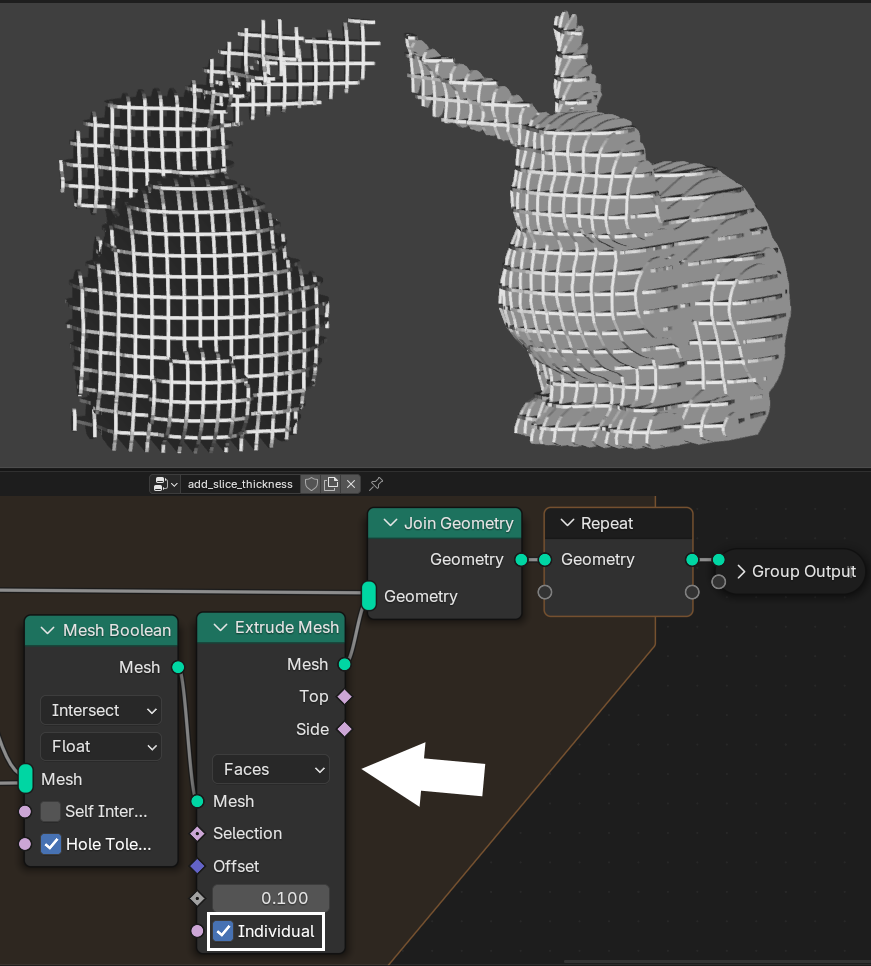 add_slice_thickness
Join Geometry
Geometry
Geometry
Repeat
Geometry
Group Output
Mesh Boolean
Mesh
Intersect
Float
Mesh
Self Inter...
Hole Tole...
Extrude Mesh
Mesh
Top
Side
Faces
Mesh
Selection
Offset
0.100
Individual